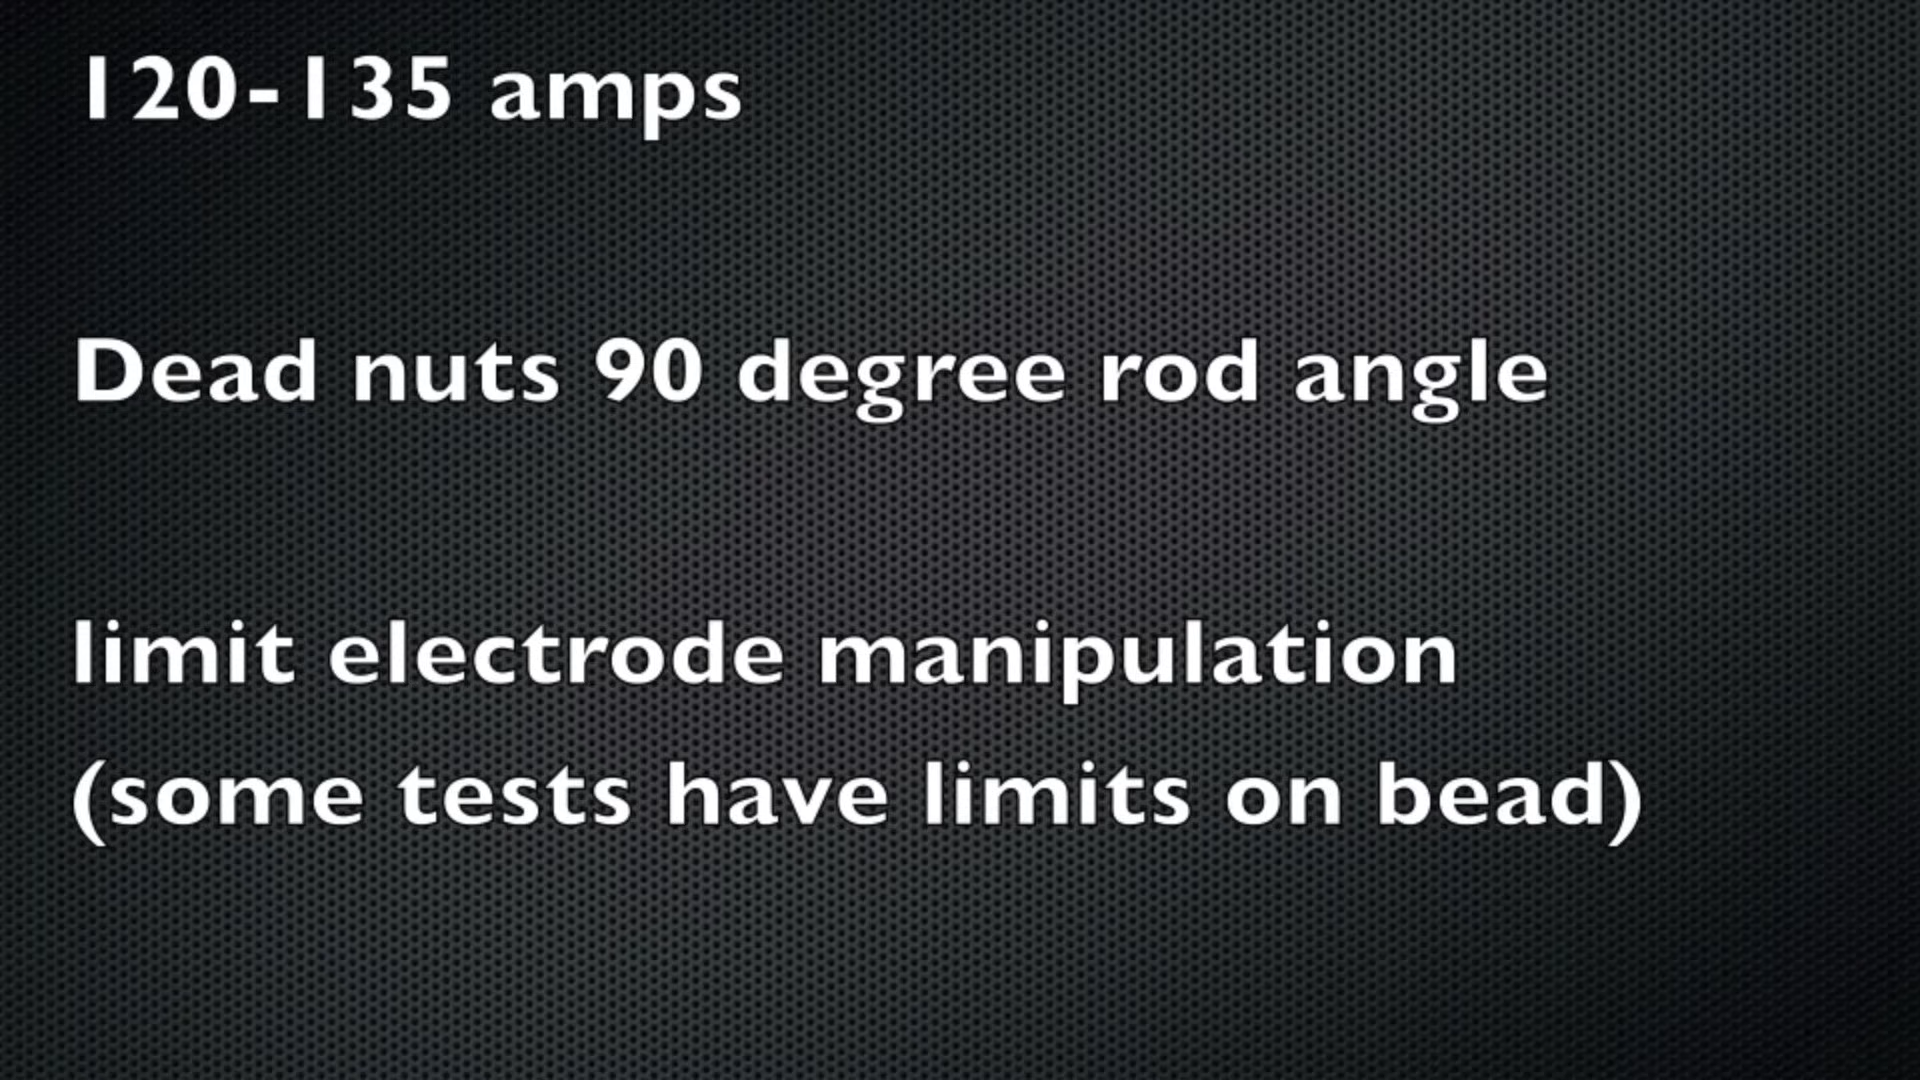 120-135 amps
Dead nuts 90 degree rod angle
limit electrode manipulation
(some tests have limits on bead)